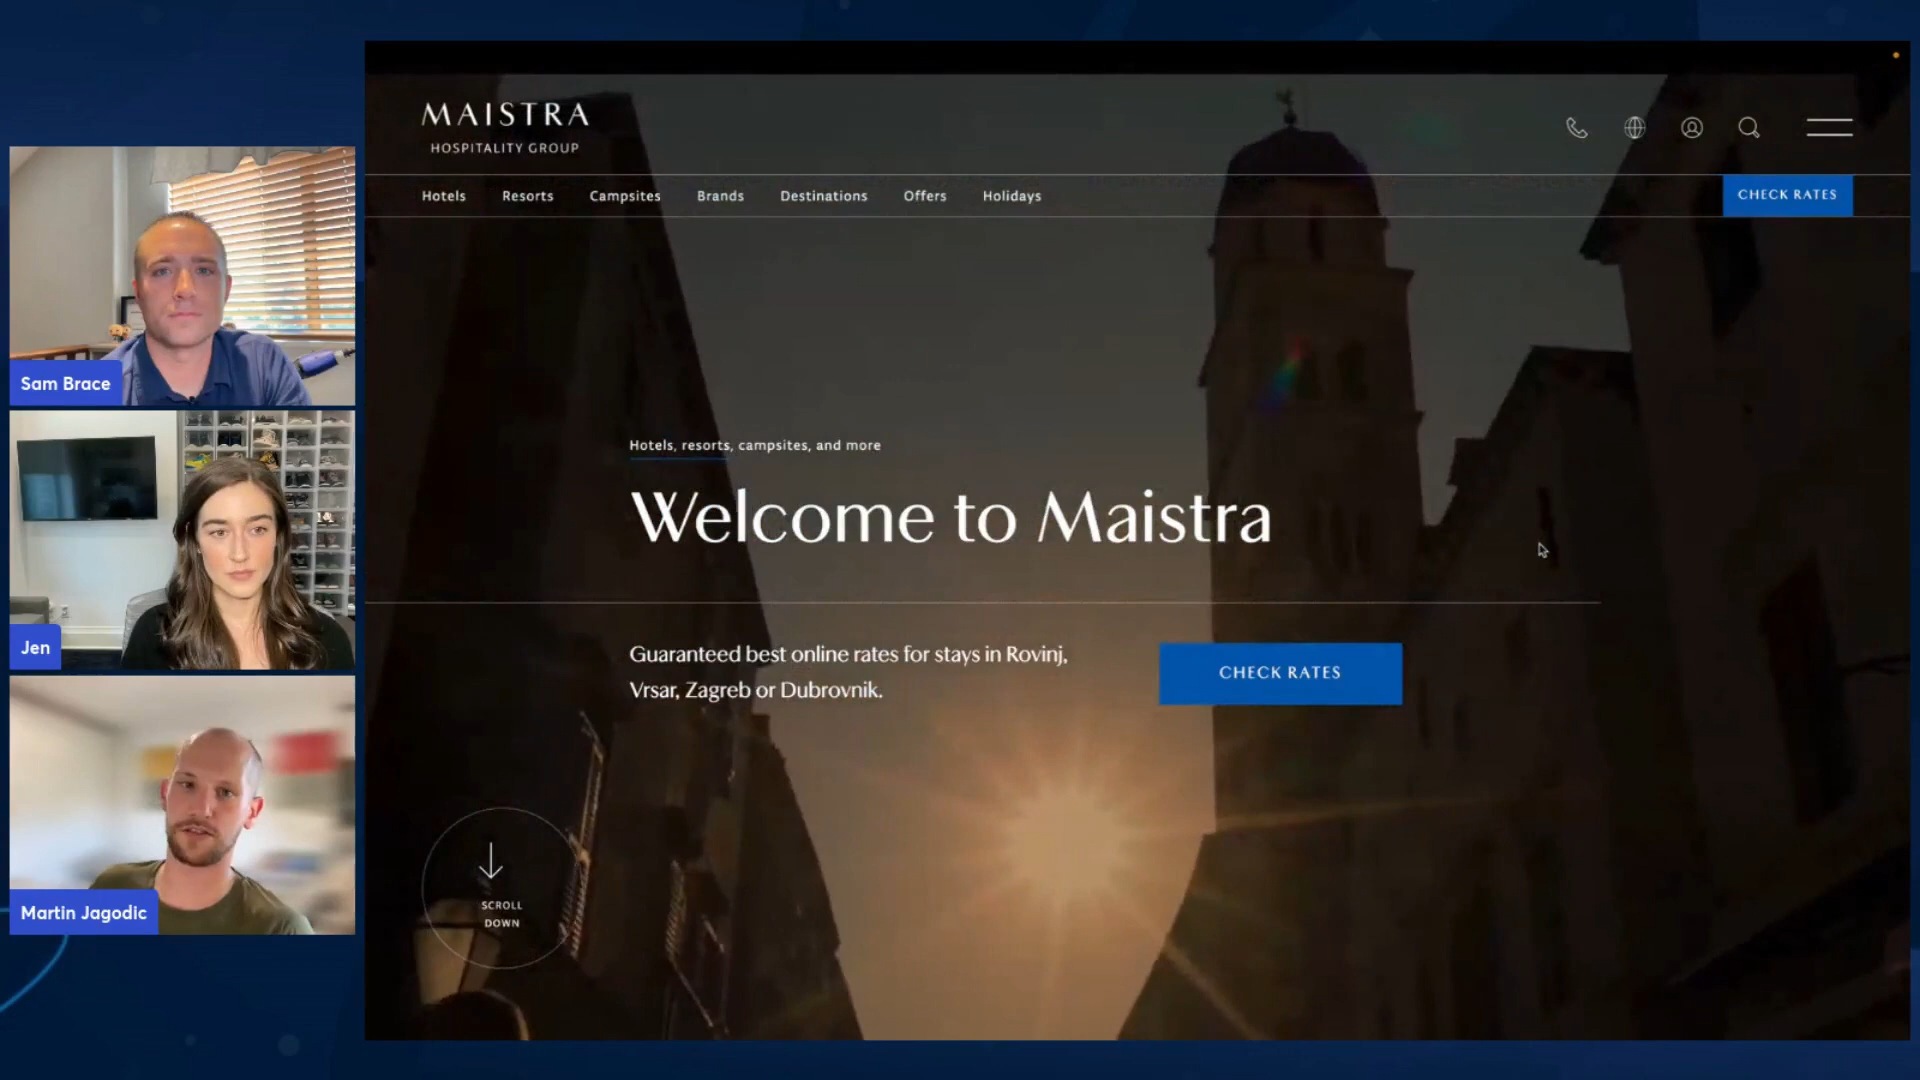 MAISTRA
HOSPITALITY GROUP
Hotels Resorts Campsites Brands Destinations Offers Holidays
CHECK RATES
Hotels, resorts, campsites, and more
Welcome to Maistra
Guaranteed best online rates for stays in Rovinj,
Vrsar, Zagreb or Dubrovnik.
CHECK RATES
SCROLL
DOWN
Sam Brace
Jen
Martin Jagodic